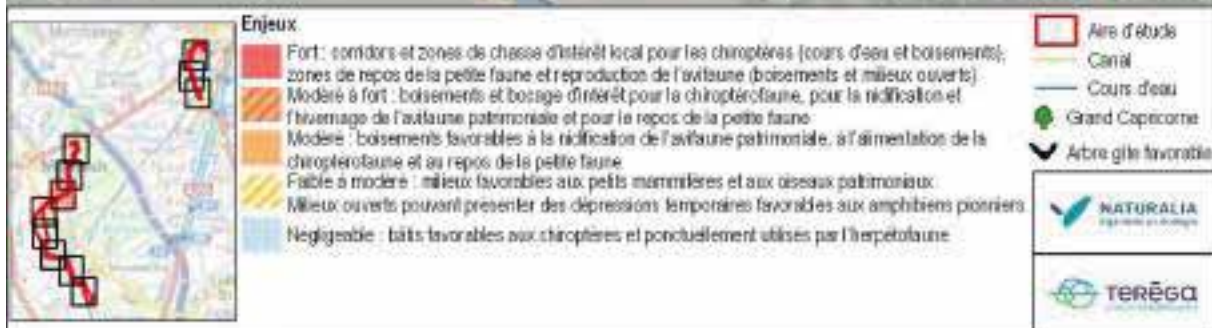 Enjeux
Fort : corridors et zones de chasse d'intérêt local pour les chiroptères (cours d'eau et boisements),
zones de repos de la petite faune et reproduction de l'avifaune (boisements et milieux ouverts)
Modéré à fort : boisements et bocage d'intérêt pour la chiroptérofaune, pour la nidification et
l'hivernage de l'avifaune patrimoniale et pour le repos de la petite faune
Modéré : boisements favorables à la nidification de l'avifaune patrimoniale, à l'alimentation de la
chiroptérofaune et au repos de la petite faune
Faible à modéré : milieux favorables aux petits mammifères et aux oiseaux patrimoniaux
Milieux ouverts pouvant présenter des dépressions temporaires favorables aux amphibiens pionniers
Négligeable : bâtis favorables aux chiroptères et ponctuellement utilisés par l'herpétofaune
Aire d'étude
Canal
Cours d'eau
Grand Capricorne
Arbre gîte favorable
NATURALIA
TERĒGA